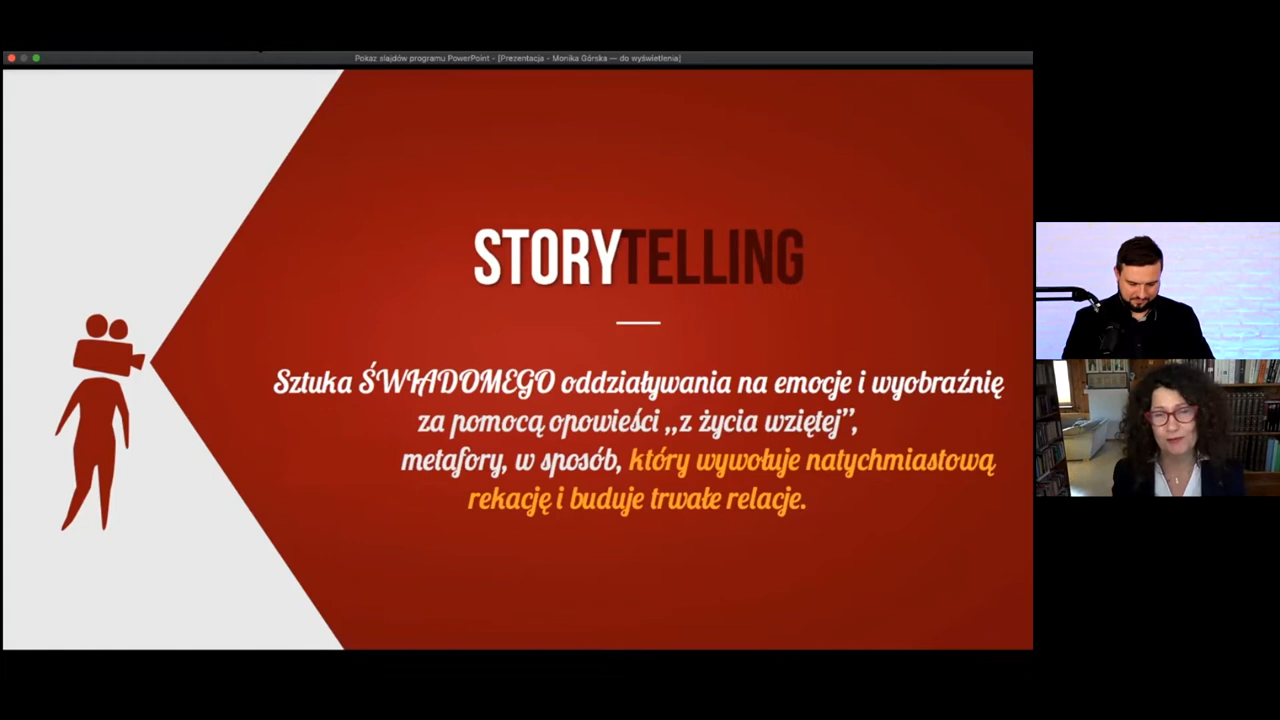 Pokaz slajdów programu PowerPoint - [Prezentacja - Monika Górska — do wyświetlenia]
STORYTELLING
Sztuka ŚWIADOMEGO oddziaływania na emocje i wyobraźnię
za pomocą opowieści „z życia wziętej”,
metafory, w sposób, który wywołuje natychmiastową
rekację i buduje trwałe relacje.